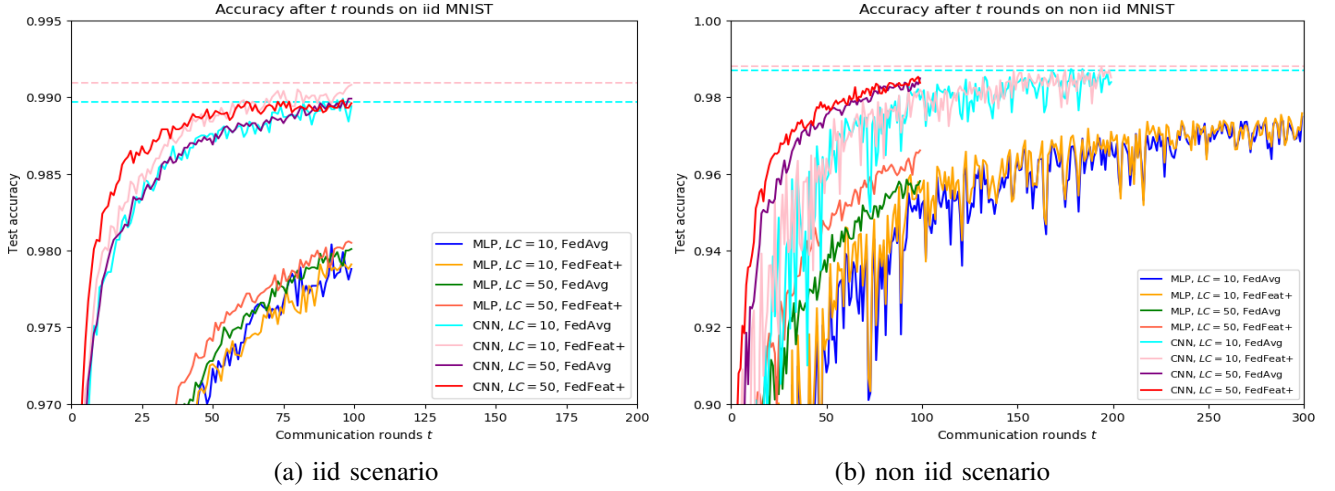 Accuracy after t rounds on iid MNIST
0.995
0.990
0.985
0.980
0.975
0.970
Test accuracy
0
25
50
75
100
125
150
175
200
Communication rounds t
MLP, LC = 10, FedAvg
MLP, LC = 10, FedFeat+
MLP, LC = 50, FedAvg
MLP, LC = 50, FedFeat+
CNN, LC = 10, FedAvg
CNN, LC = 10, FedFeat+
CNN, LC = 50, FedAvg
CNN, LC = 50, FedFeat+
(a) iid scenario
Accuracy after t rounds on non iid MNIST
1.00
0.98
0.96
0.94
0.92
0.90
Test accuracy
0
50
100
150
200
250
300
Communication rounds t
MLP, LC = 10, FedAvg
MLP, LC = 10, FedFeat+
MLP, LC = 50, FedAvg
MLP, LC = 50, FedFeat+
CNN, LC = 10, FedAvg
CNN, LC = 10, FedFeat+
CNN, LC = 50, FedAvg
CNN, LC = 50, FedFeat+
(b) non iid scenario